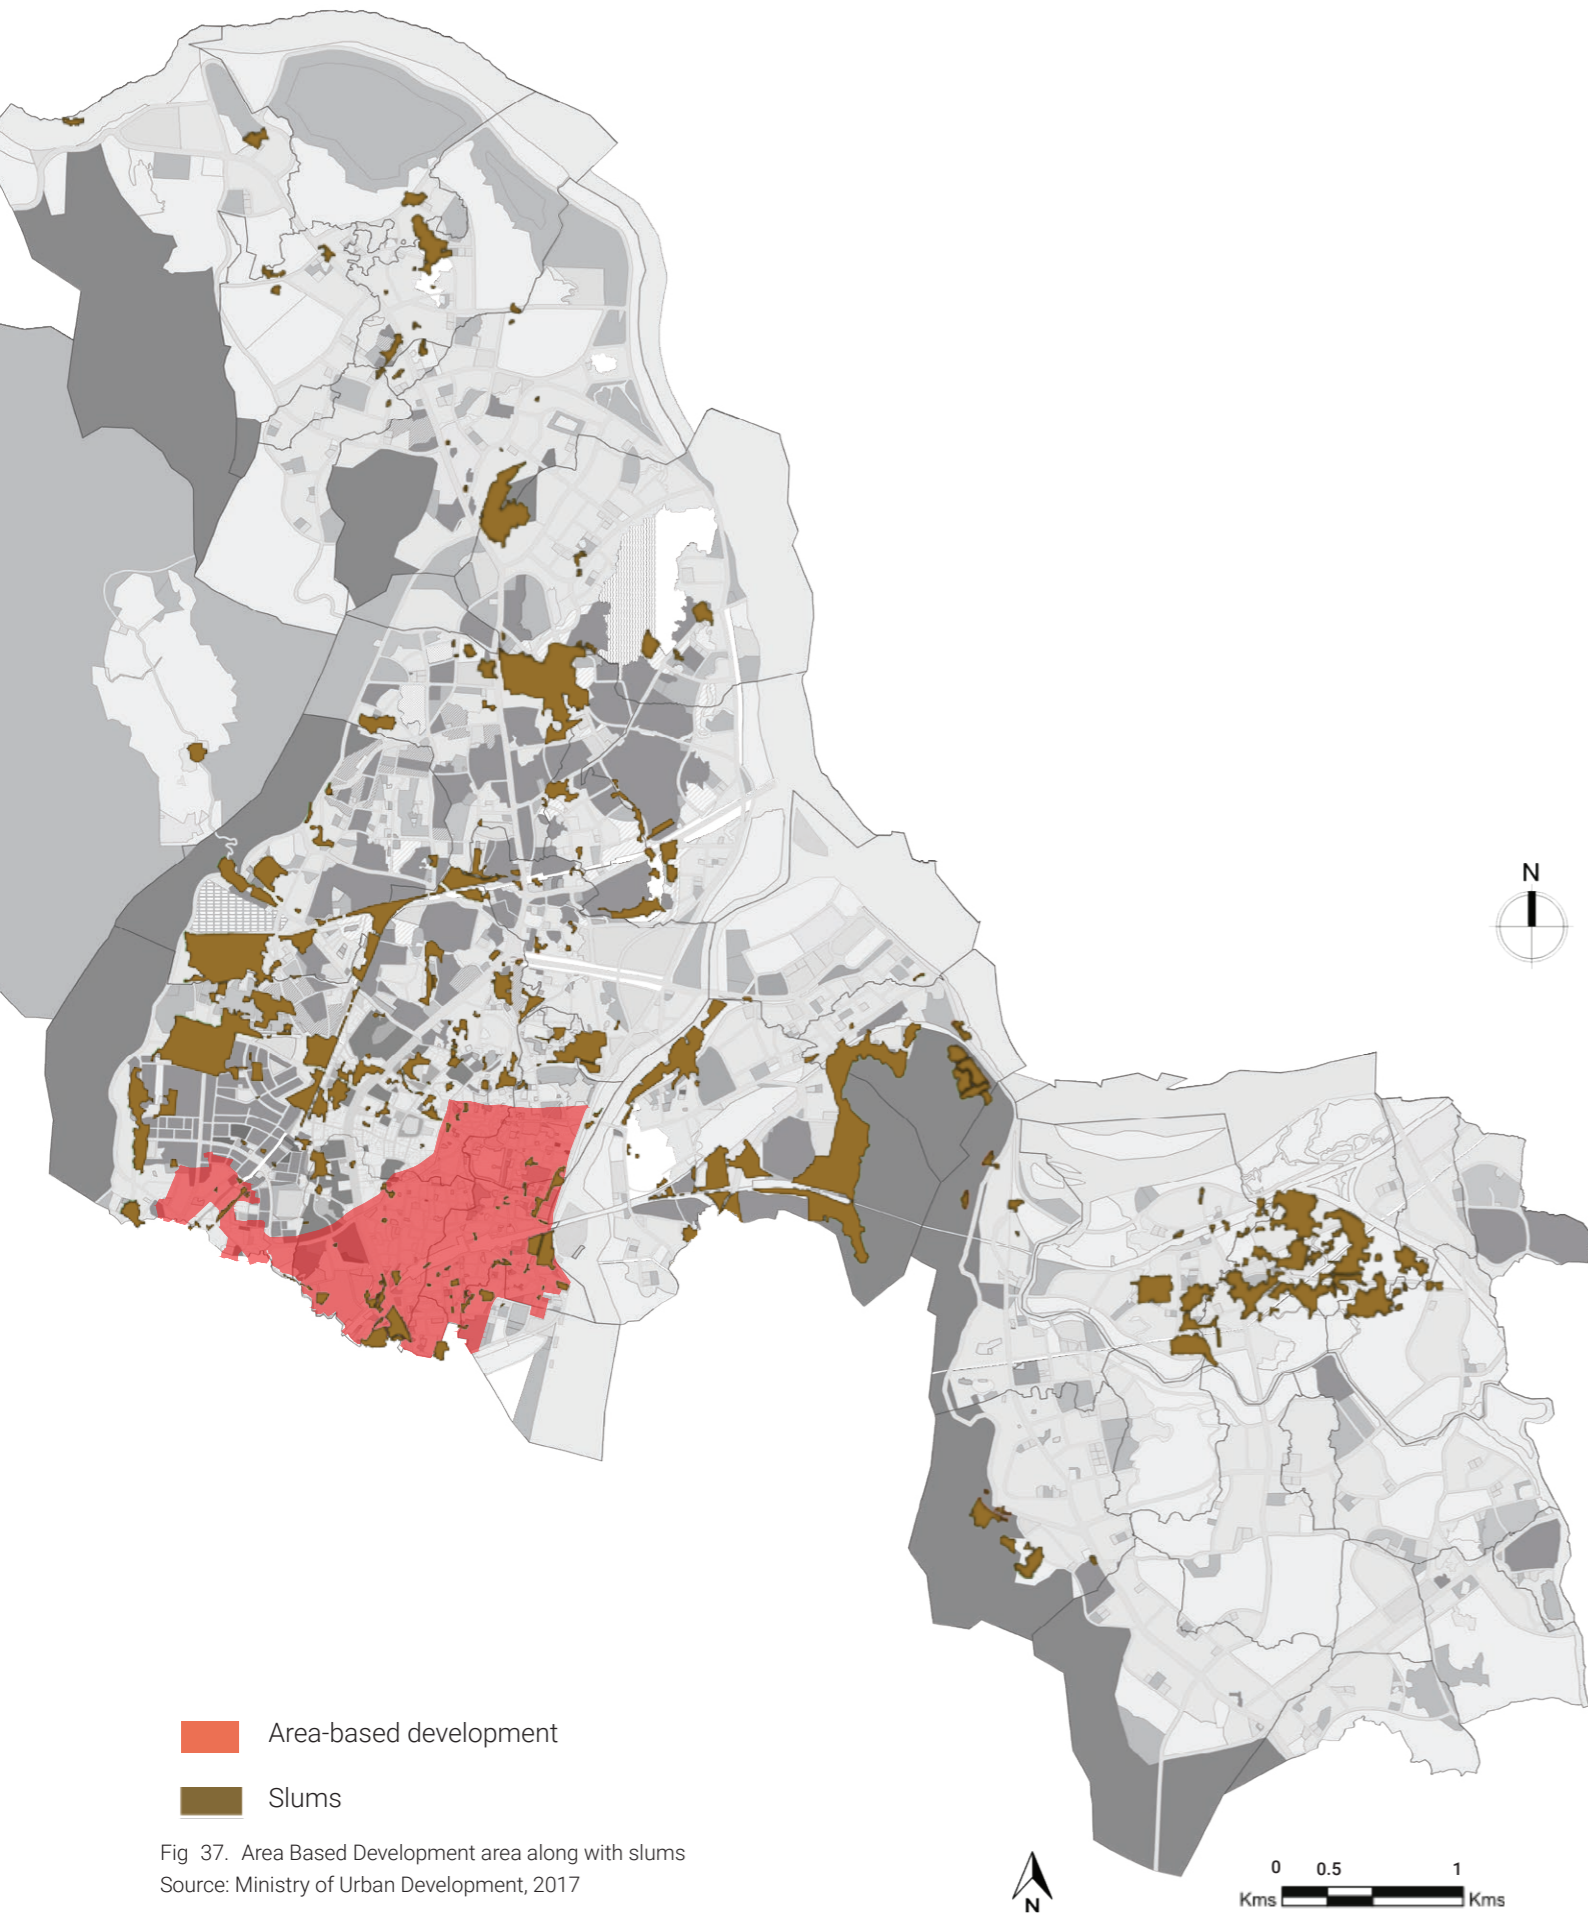 N
Area-based development
Slums
Fig 37. Area Based Development area along with slums
Source: Ministry of Urban Development, 2017
N
0 0.5 1
Kms Kms